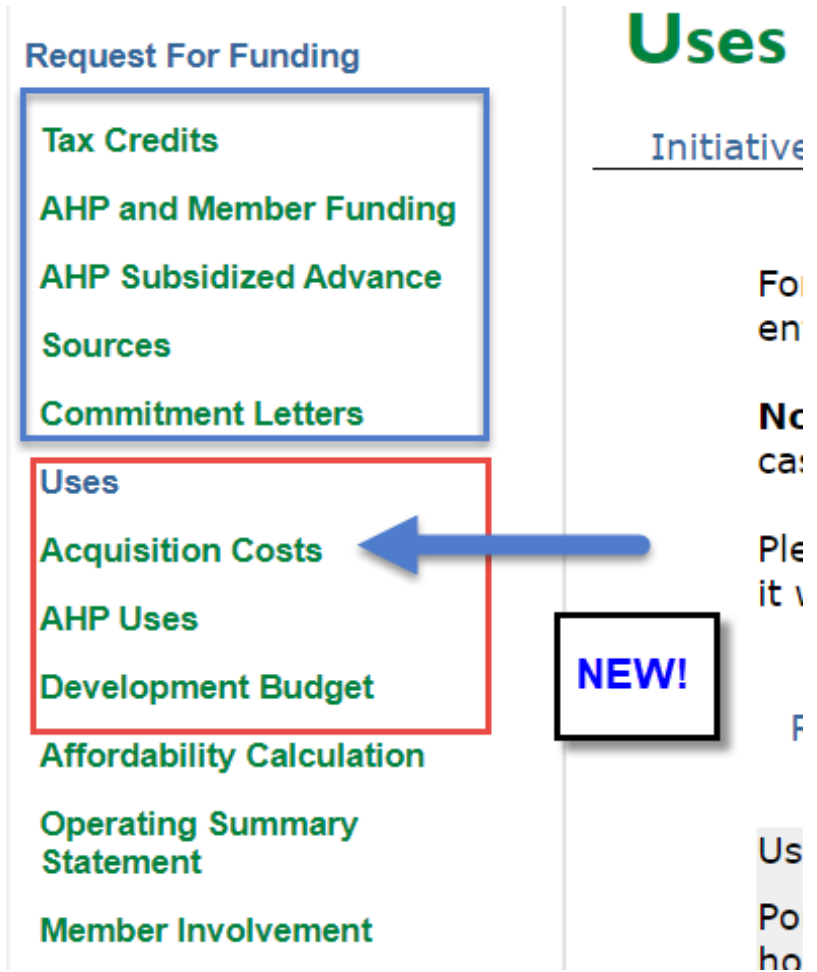 Request For Funding
Tax Credits
AHP and Member Funding
AHP Subsidized Advance
Sources
Commitment Letters
Uses
Acquisition Costs
AHP Uses
Development Budget
Affordability Calculation
Operating Summary
Statement
Member Involvement
NEW!
Uses
Initiative